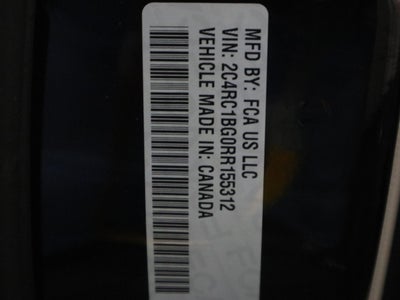 MFD BY: FCA US LLC
VIN: 2C4RC1BG0RR155312
VEHICLE MADE IN: CANADA